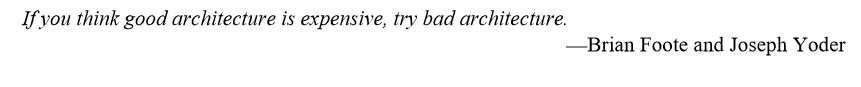 If you think good architecture is expensive, try bad architecture.
—Brian Foote and Joseph Yoder